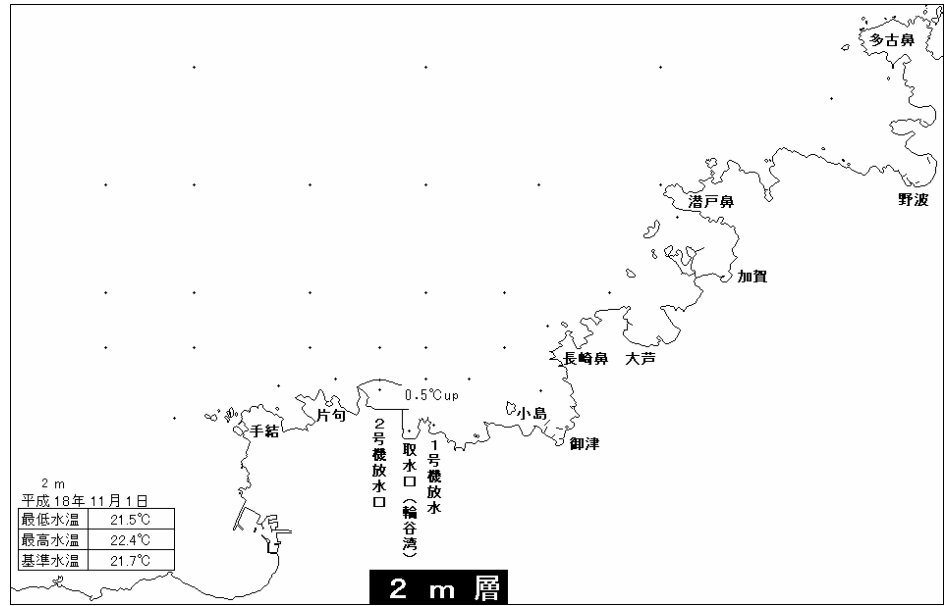 多古鼻
野波
潜戸鼻
加賀
長崎鼻
大芦
0.5℃up
片句
小島
手結
御津
2号機放水口
取水口(輪谷湾)
1号機放水
2m
平成18年11月1日
最低水温 21.5℃
最高水温 22.4℃
基準水温 21.7℃
2m層